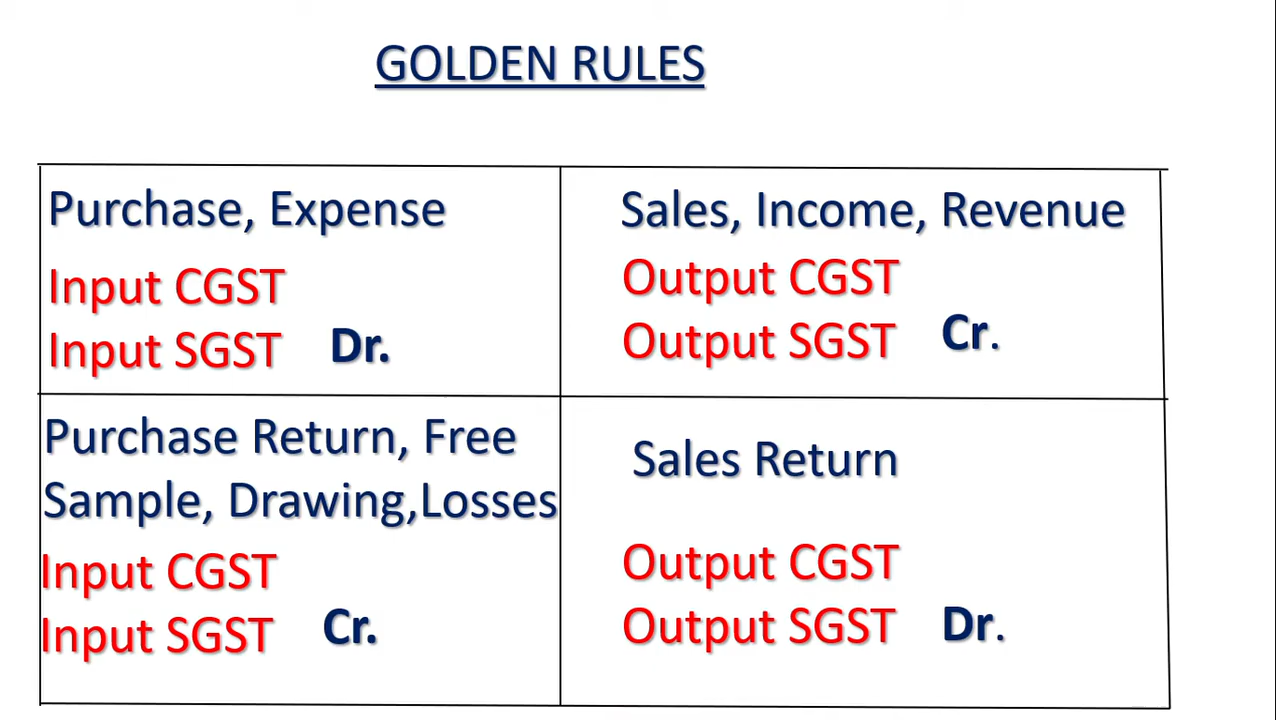 GOLDEN RULES
Purchase, Expense
Input CGST
Input SGST Dr.
Sales, Income, Revenue
Output CGST
Output SGST Cr.
Purchase Return, Free
Sample, Drawing,Losses
Input CGST
Input SGST Cr.
Sales Return
Output CGST
Output SGST Dr.